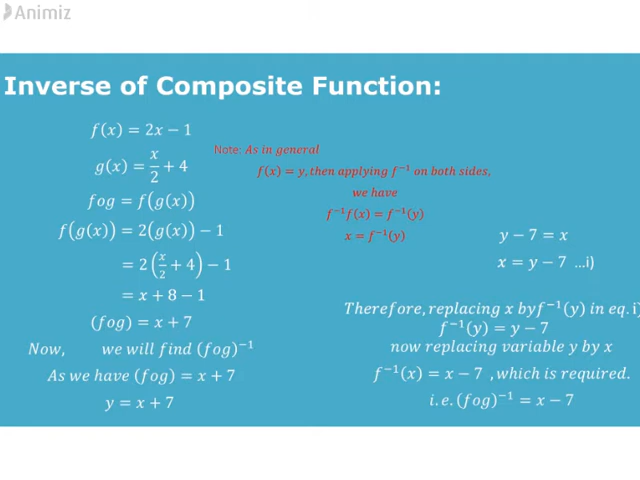 Animiz
Inverse of Composite Function:
f(x) = 2x − 1
g(x) = x/2 + 4
fog = f(g(x))
f(g(x)) = 2(g(x)) − 1
= 2(x/2 + 4) − 1
= x + 8 − 1
(fog) = x + 7
Now, we will find (fog)⁻¹
As we have (fog) = x + 7
y = x + 7
Note: As in general
f(x) = y, then applying f⁻¹ on both sides,
we have
f⁻¹f(x) = f⁻¹(y)
x = f⁻¹(y)
y − 7 = x
x = y − 7 ...i)
Therefore, replacing x by f⁻¹(y) in eq. i)
f⁻¹(y) = y − 7
now replacing variable y by x
f⁻¹(x) = x − 7 , which is required.
i.e. (fog)⁻¹ = x − 7